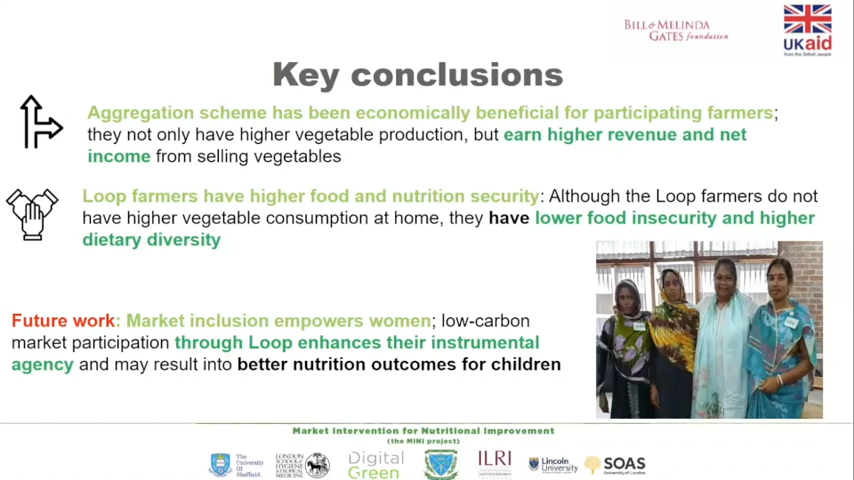 BILL & MELINDA
GATES foundation
UKaid
from the British people
Key conclusions
Aggregation scheme has been economically beneficial for participating farmers;
they not only have higher vegetable production, but earn higher revenue and net
income from selling vegetables
Loop farmers have higher food and nutrition security: Although the Loop farmers do not
have higher vegetable consumption at home, they have lower food insecurity and higher
dietary diversity
Future work: Market inclusion empowers women; low-carbon
market participation through Loop enhances their instrumental
agency and may result into better nutrition outcomes for children
Market Intervention for Nutritional Improvement
(the MINI project)
The
University
Of
Sheffield.
LONDON
SCHOOL of
HYGIENE
& TROPICAL
MEDICINE
Digital
Green
ILRI
Lincoln
University
SOAS
University of London